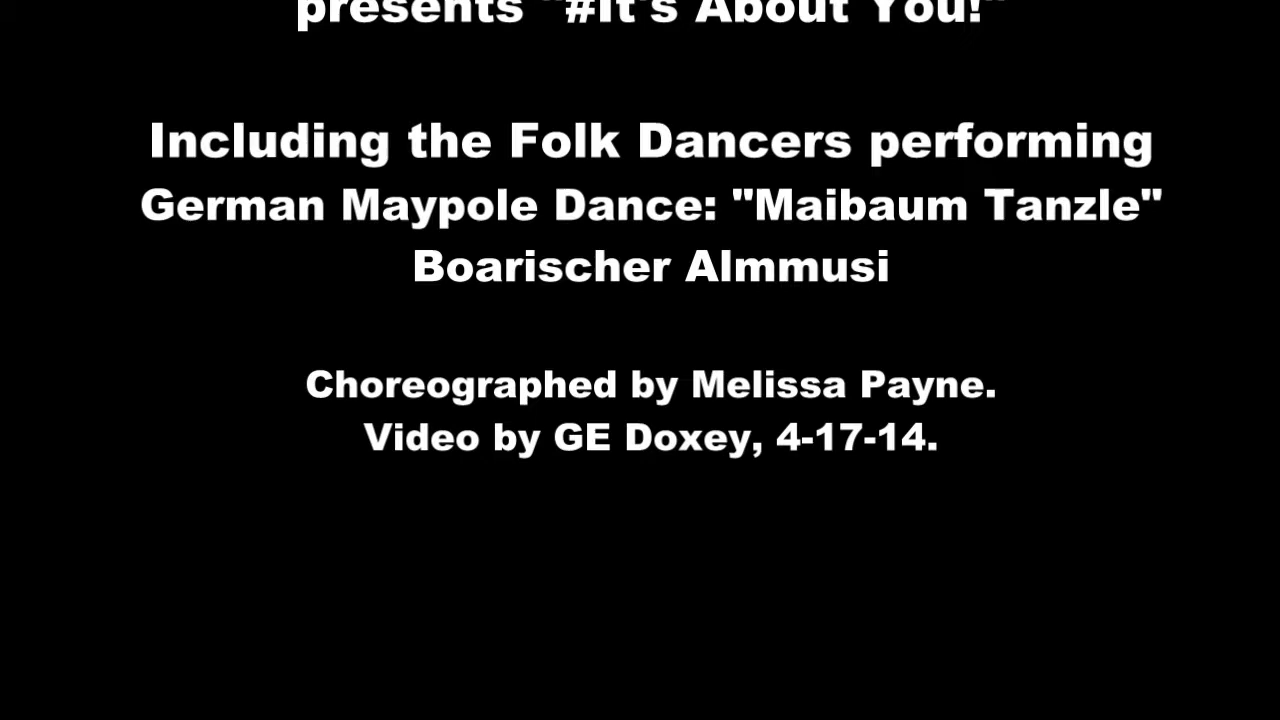 presents "#It's About You!"
Including the Folk Dancers performing
German Maypole Dance: "Maibaum Tanzle"
Boarischer Almmusi
Choreographed by Melissa Payne.
Video by GE Doxey, 4-17-14.